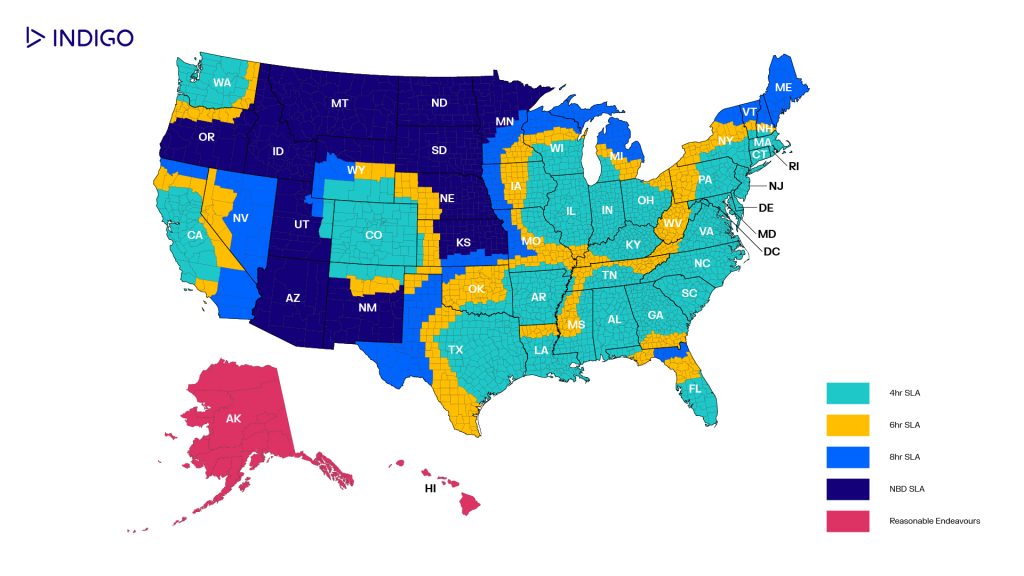 INDIGO
WA
MT
ND
MN
ME
VT
NH
OR
ID
SD
WI
MI
NY
MA
CT
RI
WY
IA
PA
NJ
NV
UT
NE
IL
IN
OH
DE
CA
CO
KS
MO
WV
VA
MD
DC
KY
AZ
NM
OK
AR
TN
NC
SC
TX
LA
MS
AL
GA
FL
AK
HI
4hr SLA
6hr SLA
8hr SLA
NBD SLA
Reasonable Endeavours